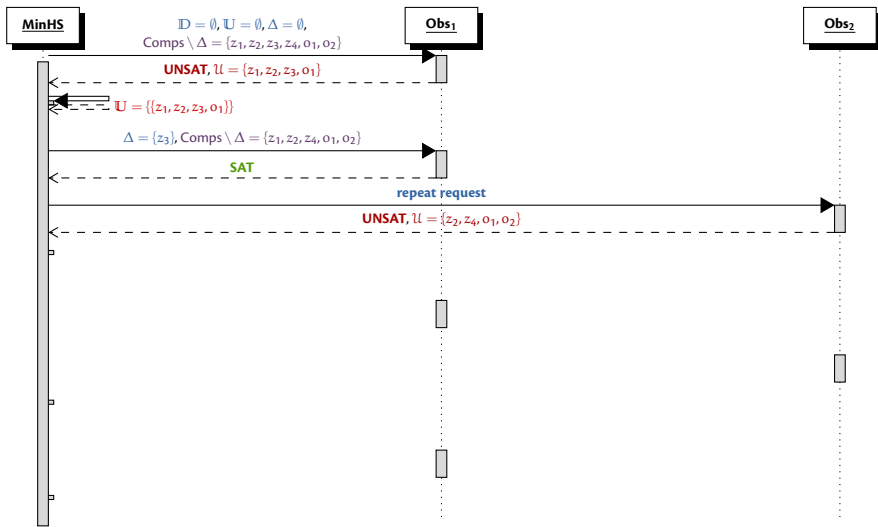 MinHS
Obs₁
Obs₂
𝔻 = ∅, 𝕌 = ∅, Δ = ∅,
Comps \ Δ = {z₁, z₂, z₃, z₄, o₁, o₂}
UNSAT, 𝒰 = {z₁, z₂, z₃, o₁}
𝕌 = {{z₁, z₂, z₃, o₁}}
Δ = {z₃}, Comps \ Δ = {z₁, z₂, z₄, o₁, o₂}
SAT
repeat request
UNSAT, 𝒰 = {z₂, z₄, o₁, o₂}